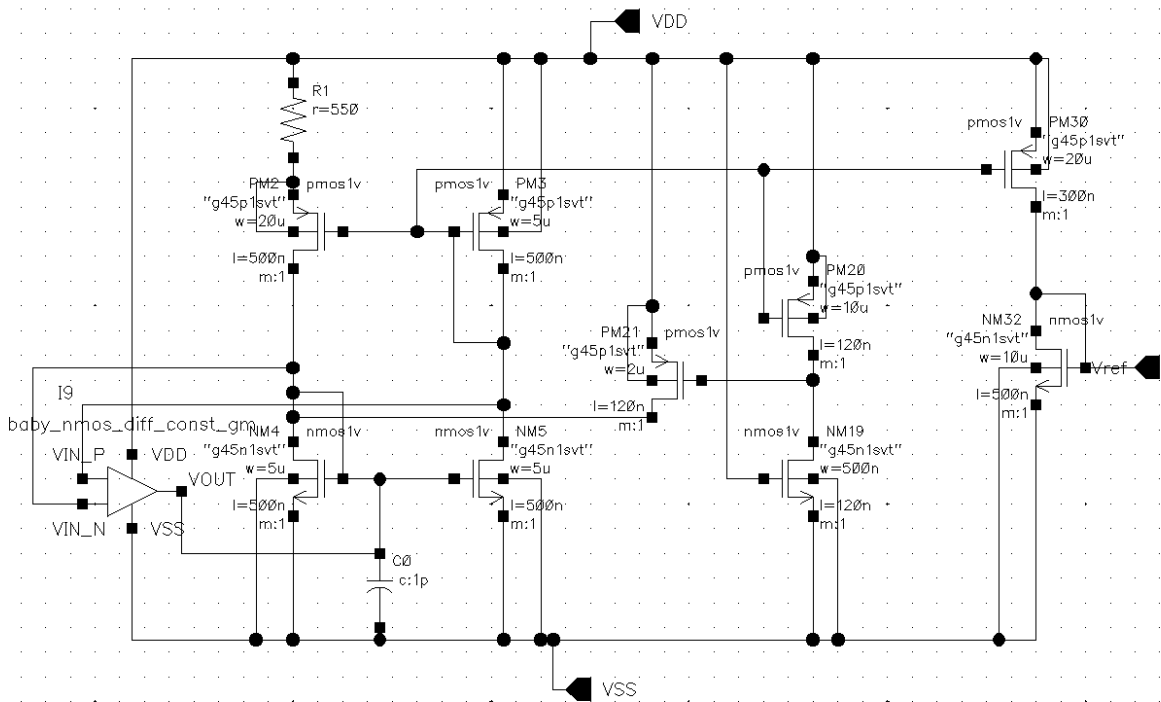 VDD
R1
r=550
PM2
pmos1v
"g45p1svt"
w=20u
l=500n
m:1
pmos1v
PM3
"g45p1svt"
w=5u
l=500n
m:1
pmos1v
PM30
"g45p1svt"
w=20u
l=300n
m:1
pmos1v
PM20
"g45p1svt"
w=10u
l=120n
m:1
PM21
pmos1v
"g45p1svt"
w=2u
l=120n
m:1
NM32
nmos1v
"g45n1svt"
w=10u
l=500n
m:1
Vref
I9
baby_nmos_diff_const_gm
VIN_P
VDD
VOUT
VIN_N
VSS
NM4
nmos1v
"g45n1svt"
w=5u
l=500n
m:1
nmos1v
NM5
"g45n1svt"
w=5u
l=500n
m:1
nmos1v
NM19
"g45n1svt"
w=500n
l=120n
m:1
C0
c:1p
VSS